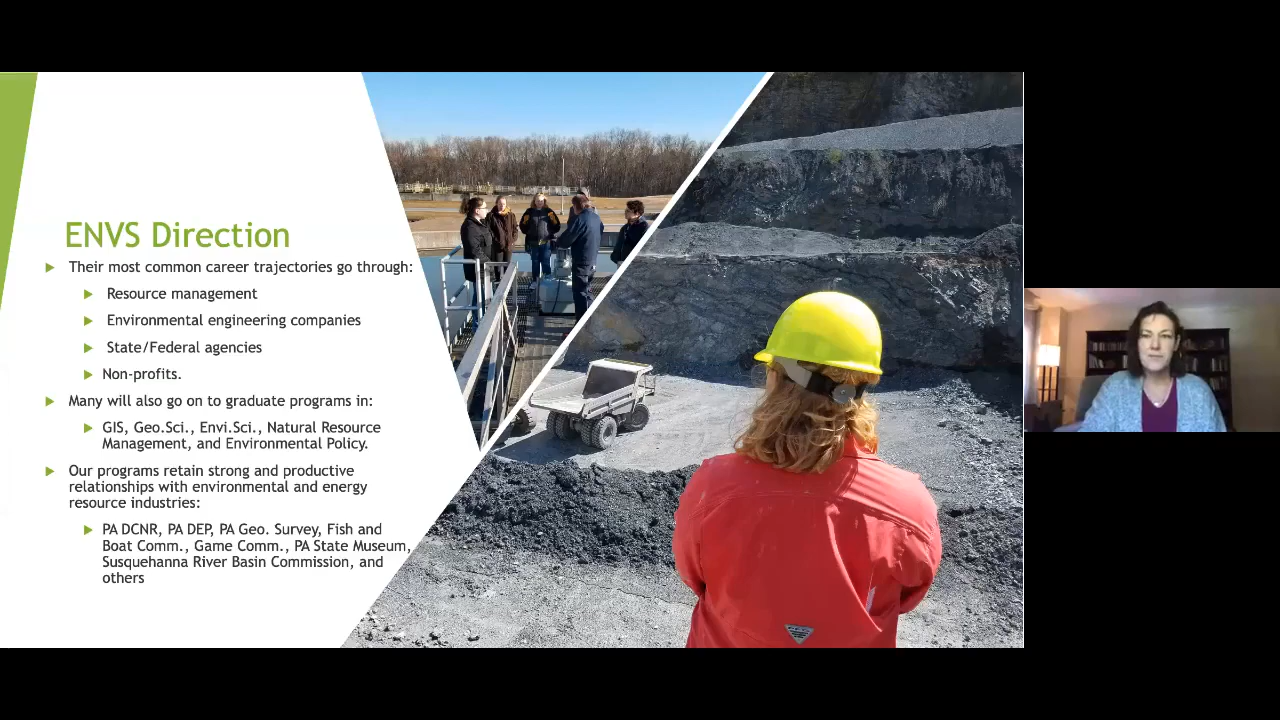 ENVS Direction
Their most common career trajectories go through:
Resource management
Environmental engineering companies
State/Federal agencies
Non-profits.
Many will also go on to graduate programs in:
GIS, Geo.Sci., Envi.Sci., Natural Resource
Management, and Environmental Policy.
Our programs retain strong and productive
relationships with environmental and energy
resource industries:
PA DCNR, PA DEP, PA Geo. Survey, Fish and
Boat Comm., Game Comm., PA State Museum,
Susquehanna River Basin Commission, and
others